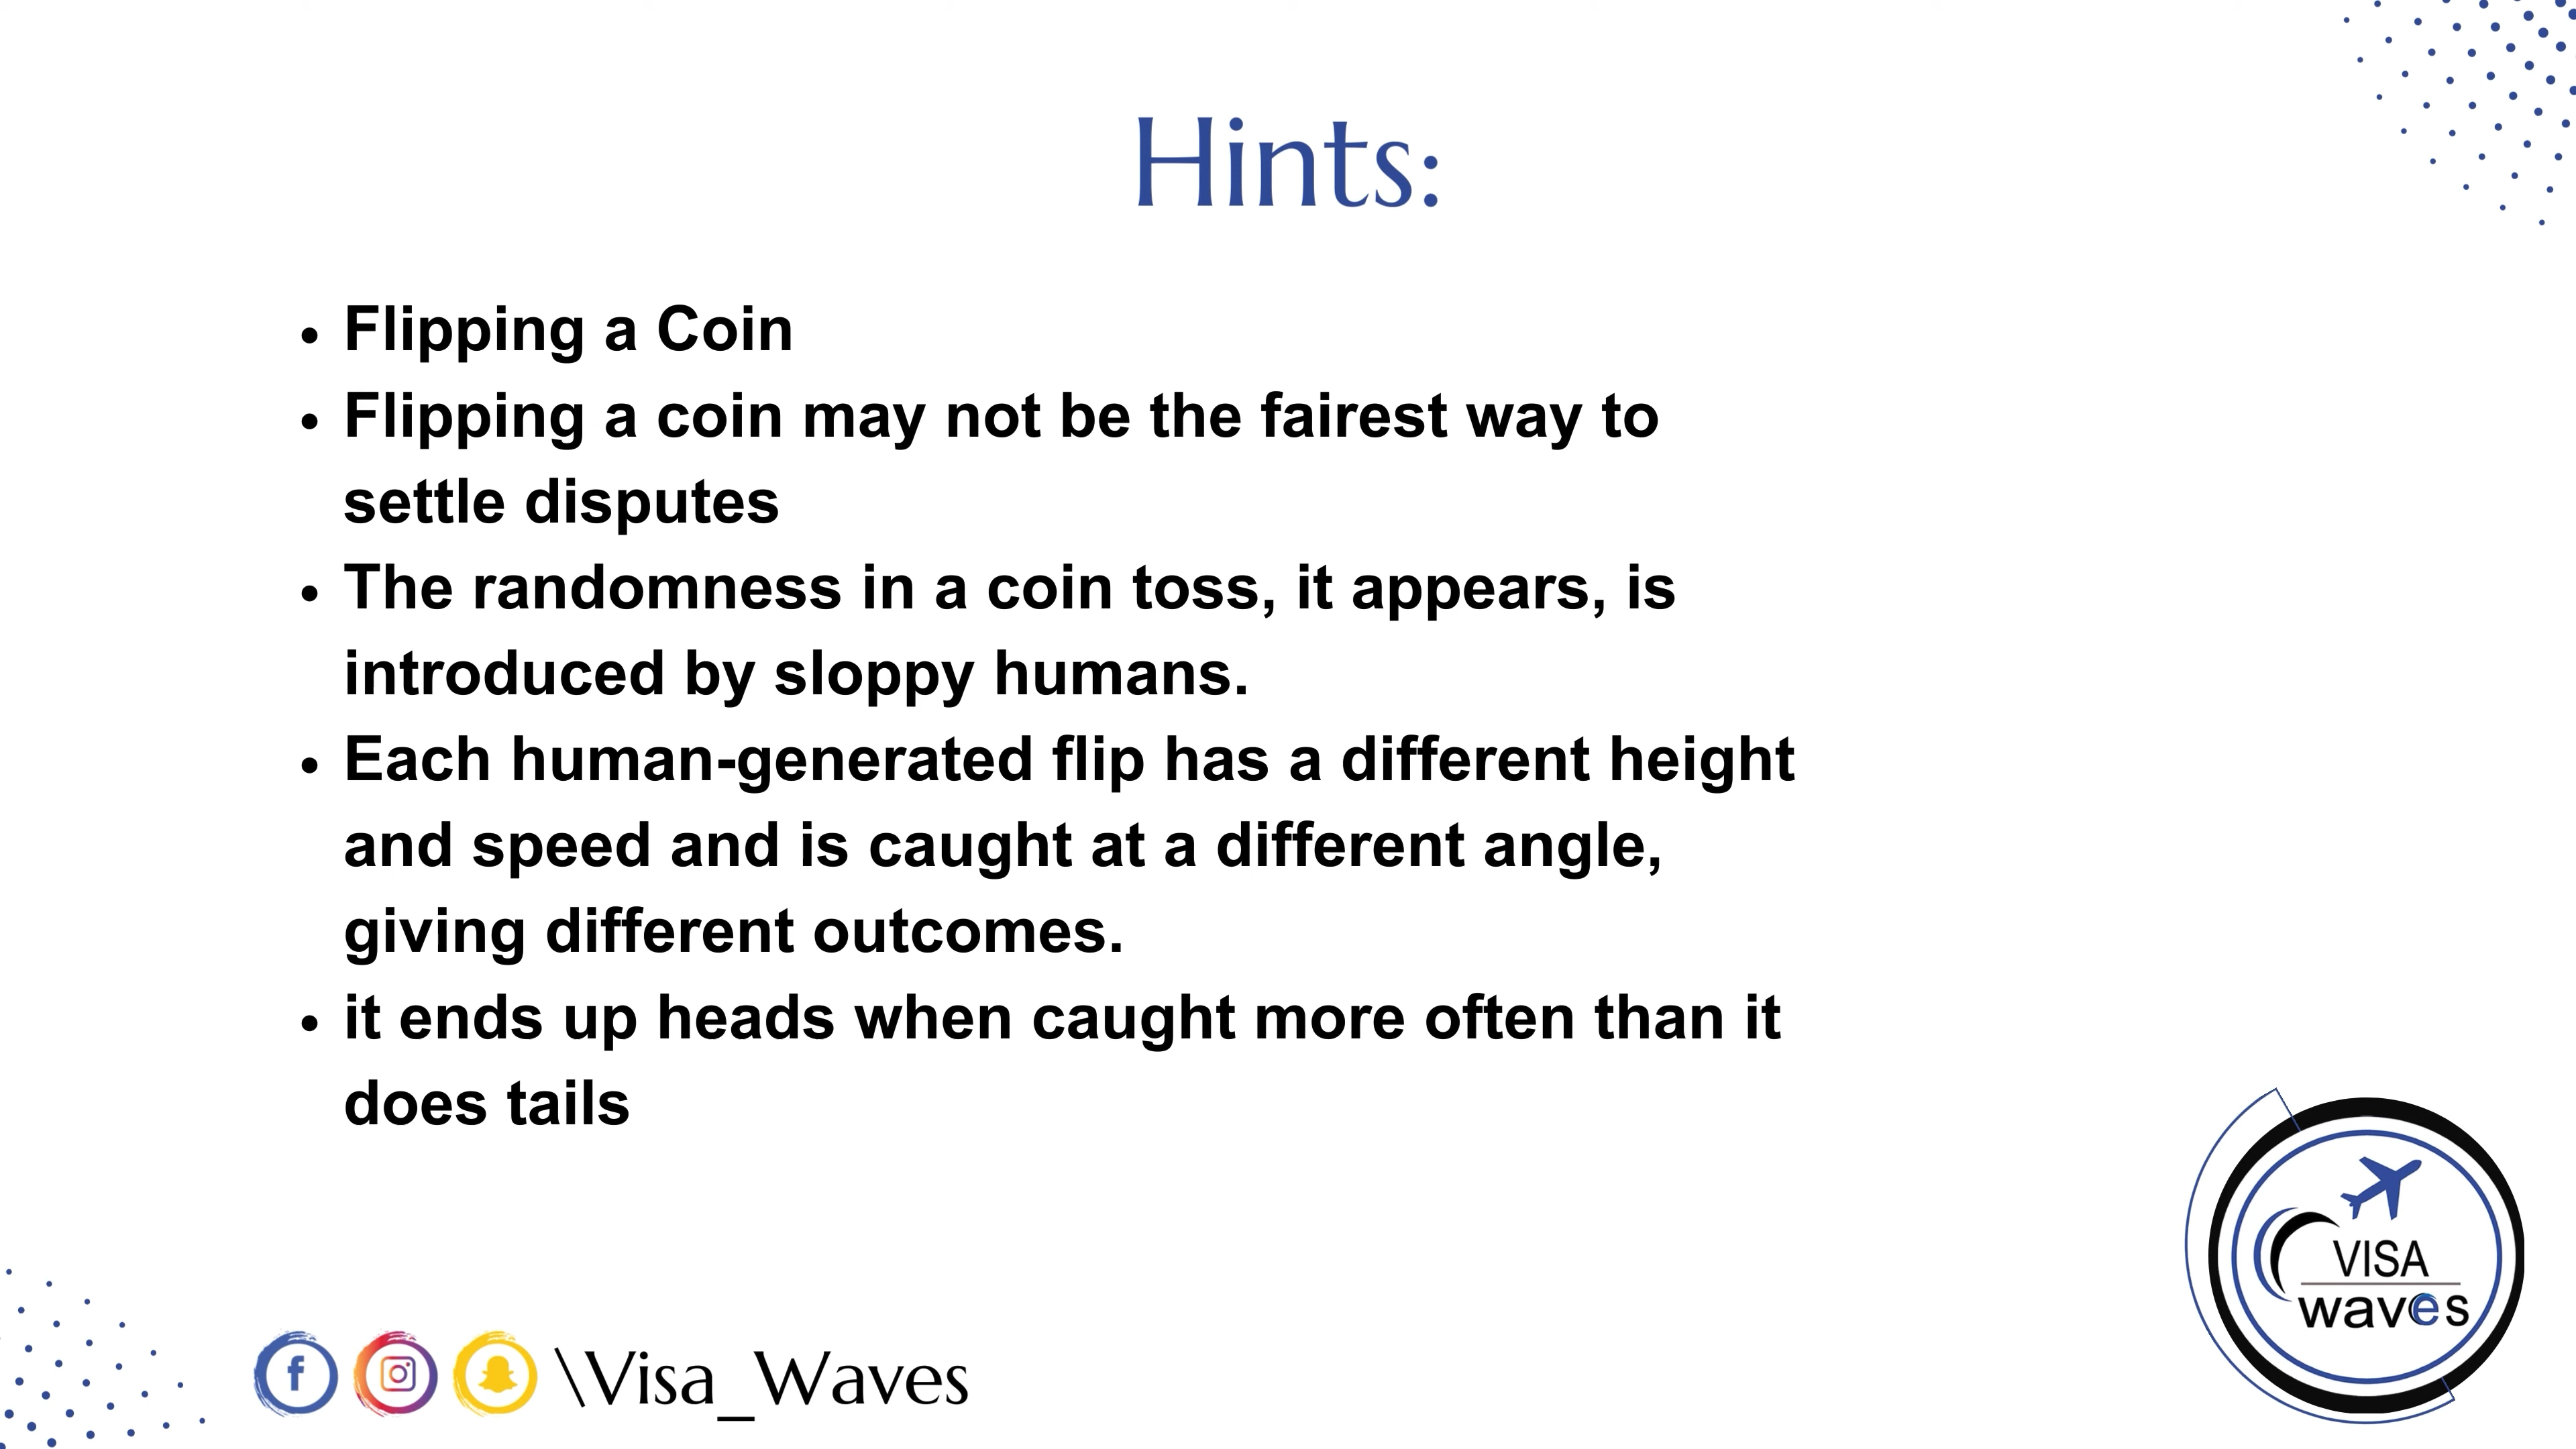 Hints:
• Flipping a Coin
• Flipping a coin may not be the fairest way to
settle disputes
• The randomness in a coin toss, it appears, is
introduced by sloppy humans.
• Each human-generated flip has a different height
and speed and is caught at a different angle,
giving different outcomes.
• it ends up heads when caught more often than it
does tails
VISA
waves
\Visa_Waves